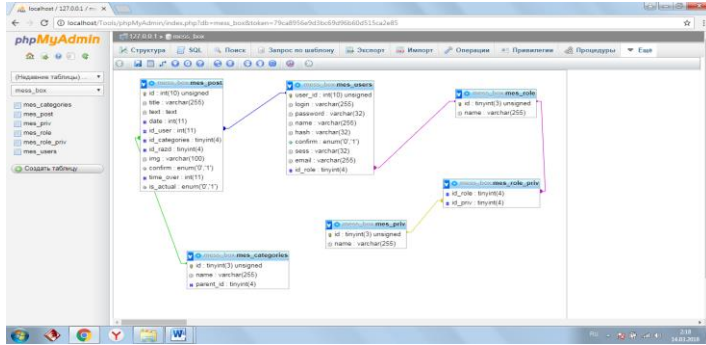 localhost / 127.0.0.1 / me
localhost/Tools/phpMyAdmin/index.php?db=mess_box&token=79ca8956e9d3bc69d96b60d515ca2e85
phpMyAdmin
127.0.0.1 » mess_box
Структура SQL Поиск Запрос по шаблону Экспорт Импорт Операции Привилегии Процедуры Ещё
(Недавние таблицы) ...
mess_box
mes_categories
mes_post
mes_priv
mes_role
mes_role_priv
mes_users
Создать таблицу
mess_box mes_post
id : int(10) unsigned
title : varchar(255)
text : text
date : int(11)
id_user : int(11)
id_categories : tinyint(4)
id_razd : tinyint(4)
img : varchar(100)
confirm : enum('0','1')
time_over : int(11)
is_actual : enum('0','1')
mess_box mes_users
user_id : int(10) unsigned
login : varchar(255)
password : varchar(32)
name : varchar(255)
hash : varchar(32)
confirm : enum('0','1')
sess : varchar(32)
email : varchar(255)
id_role : tinyint(4)
mess_box mes_role
id : tinyint(3) unsigned
name : varchar(255)
mess_box mes_role_priv
id_role : tinyint(4)
id_priv : tinyint(4)
mess_box mes_priv
id : tinyint(3) unsigned
name : varchar(255)
mess_box mes_categories
id : tinyint(3) unsigned
name : varchar(255)
parent_id : tinyint(4)
RU
2:18
14.03.2018